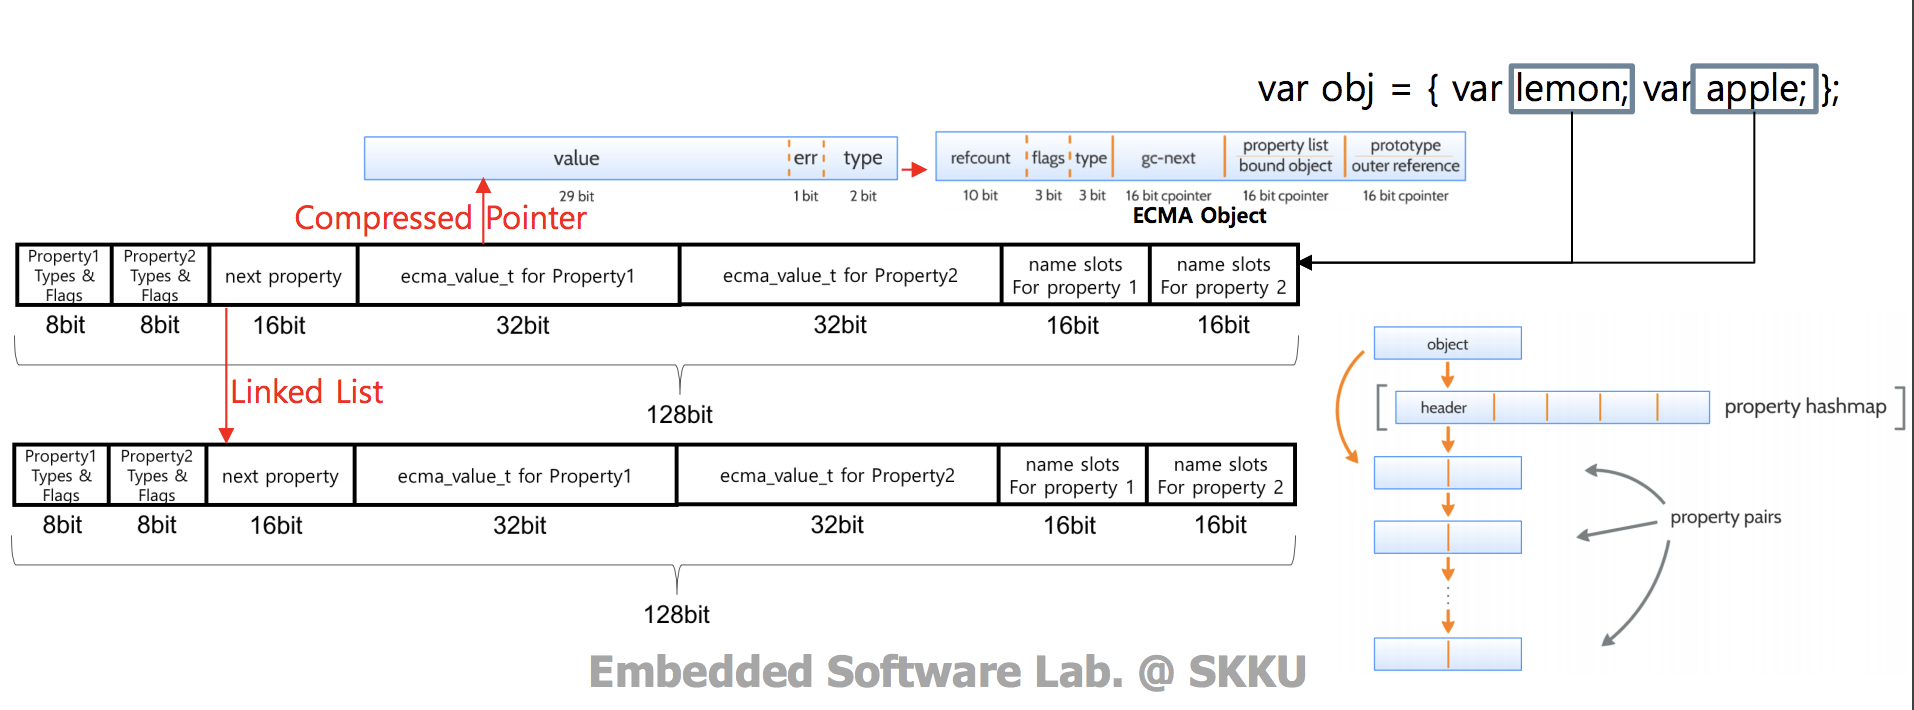 var obj = { var lemon; var apple; };
value
err
type
29 bit
1 bit
2 bit
refcount
flags
type
gc-next
property list
bound object
prototype
outer reference
10 bit
3 bit
3 bit
16 bit cpointer
16 bit cpointer
16 bit cpointer
ECMA Object
Compressed Pointer
Property1
Types &
Flags
Property2
Types &
Flags
next property
ecma_value_t for Property1
ecma_value_t for Property2
name slots
For property 1
name slots
For property 2
8bit
8bit
16bit
32bit
32bit
16bit
16bit
128bit
Linked List
Property1
Types &
Flags
Property2
Types &
Flags
next property
ecma_value_t for Property1
ecma_value_t for Property2
name slots
For property 1
name slots
For property 2
8bit
8bit
16bit
32bit
32bit
16bit
16bit
128bit
object
header
property hashmap
property pairs
Embedded Software Lab. @ SKKU